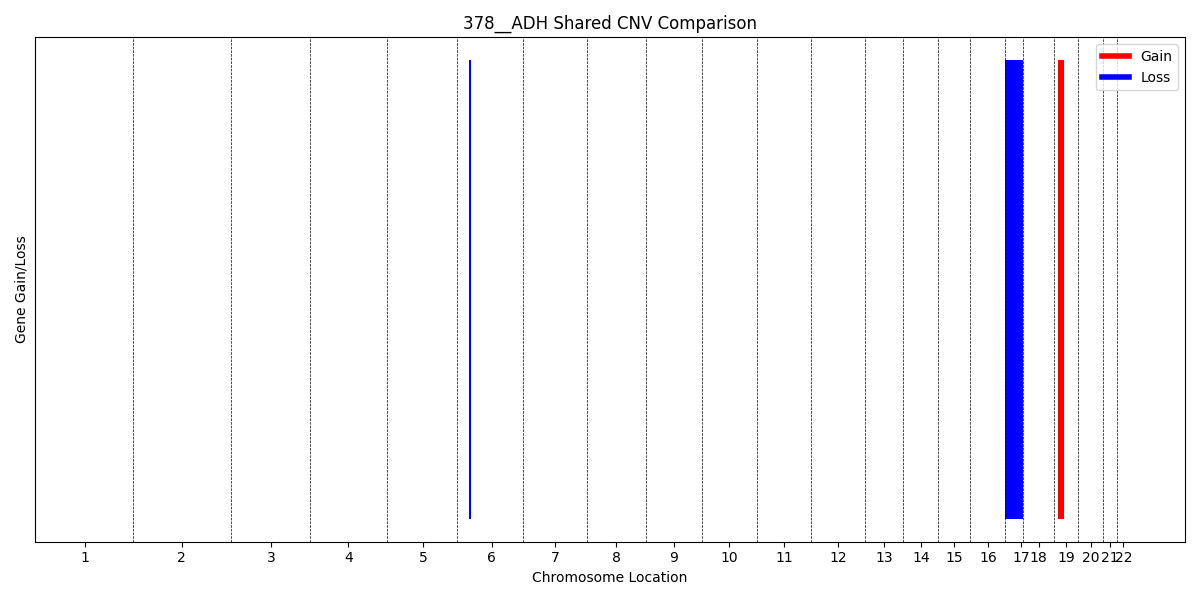 378__ADH Shared CNV Comparison
Gain
Loss
Gene Gain/Loss
1 2 3 4 5 6 7 8 9 10 11 12 13 14 15 16 17 18 19 20 21 22
Chromosome Location